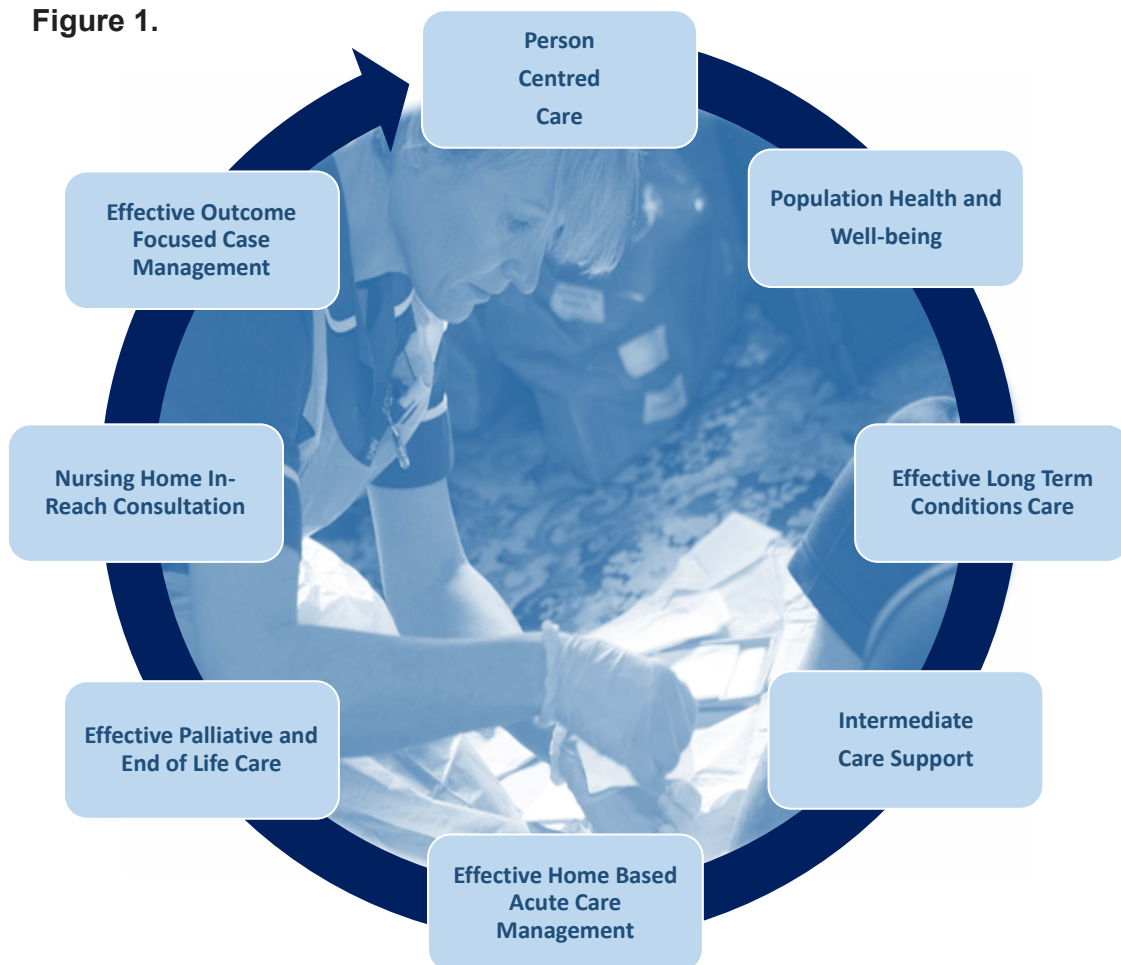 Figure 1.
Person
Centred
Care
Population Health and
Well-being
Effective Long Term
Conditions Care
Intermediate
Care Support
Effective Home Based
Acute Care
Management
Effective Palliative and
End of Life Care
Nursing Home In-
Reach Consultation
Effective Outcome
Focused Case
Management